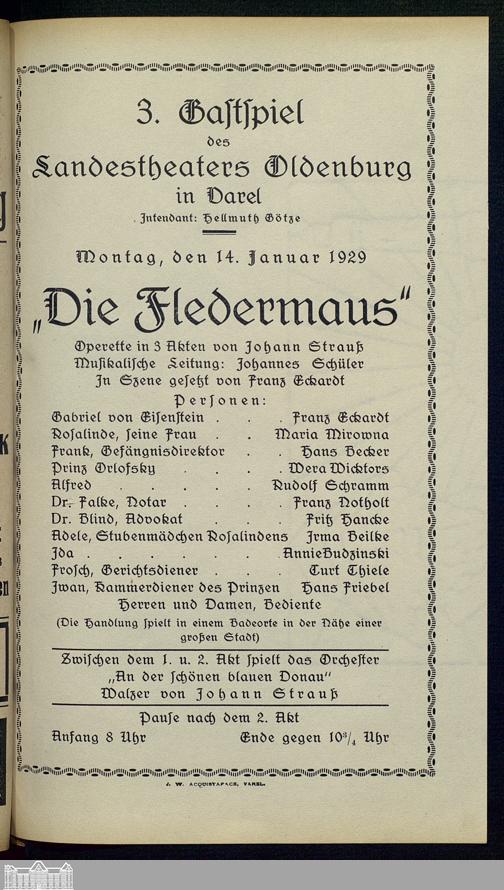 3. Gastspiel
des
Landestheaters Oldenburg
in Varel
Intendant: Hellmuth Götze
Montag, den 14. Januar 1929
„Die Fledermaus“
Operette in 3 Akten von Johann Strauß
Musikalische Leitung: Johannes Schüler
In Szene gesetzt von Franz Eckardt
Personen:
Gabriel von Eisenstein . . . Franz Eckardt
Rosalinde, seine Frau . . Maria Mirowna
Frank, Gefängnisdirektor . . Hans Becker
Prinz Orlofsky . . . . Wera Wicktors
Alfred . . . . . Rudolf Schramm
Dr. Falke, Notar . . . . Franz Notholt
Dr. Blind, Advokat . . . Fritz Hancke
Adele, Stubenmädchen Rosalindens Irma Beilke
Ida . . . . . . . Annie Budzinski
Frosch, Gerichtsdiener . . . Curt Thiele
Iwan, Kammerdiener des Prinzen Hans Friebel
Herren und Damen, Bediente
(Die Handlung spielt in einem Badeorte in der Nähe einer
großen Stadt)
Zwischen dem 1. u. 2. Akt spielt das Orchester
„An der schönen blauen Donau“
Walzer von Johann Strauß
Pause nach dem 2. Akt
Anfang 8 Uhr Ende gegen 10¾ Uhr
J. W. ACQUISTAPACE, VAREL.